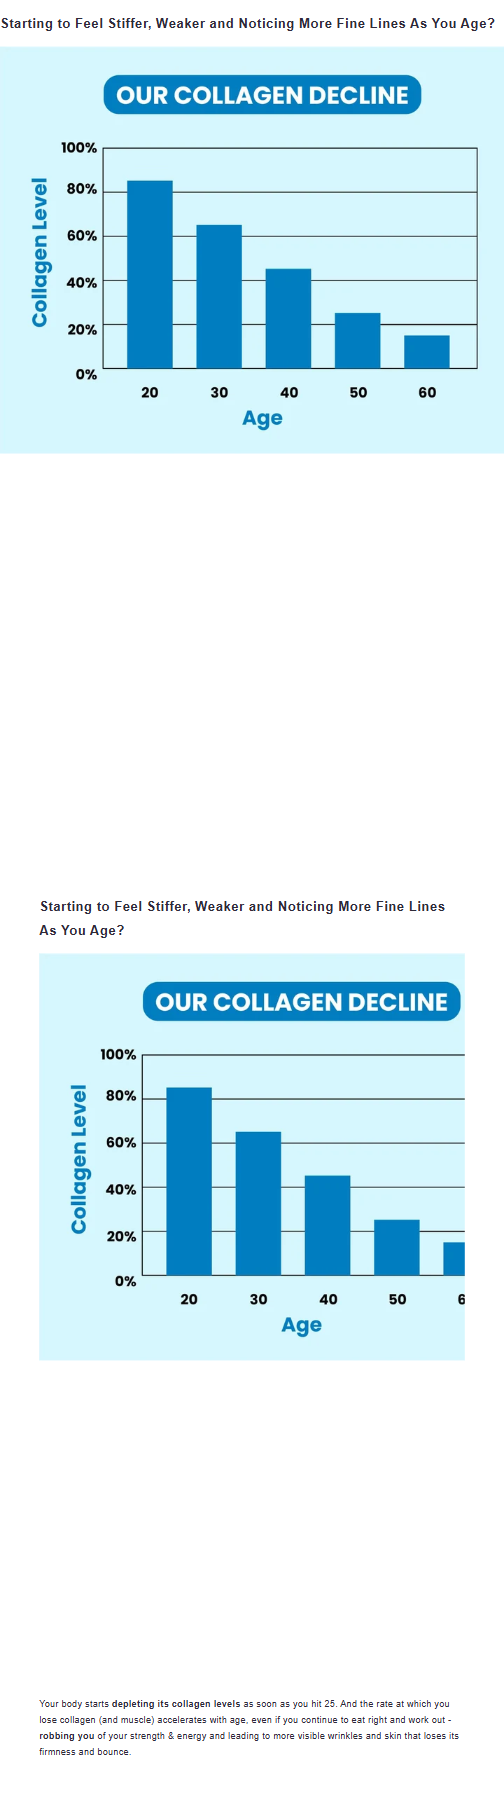 Starting to Feel Stiffer, Weaker and Noticing More Fine Lines As You Age?
OUR COLLAGEN DECLINE
Collagen Level
100%
80%
60%
40%
20%
0%
20 30 40 50 60
Age
Starting to Feel Stiffer, Weaker and Noticing More Fine Lines
As You Age?
OUR COLLAGEN DECLINE
Collagen Level
100%
80%
60%
40%
20%
0%
20 30 40 50 6
Age
Your body starts depleting its collagen levels as soon as you hit 25. And the rate at which you
lose collagen (and muscle) accelerates with age, even if you continue to eat right and work out -
robbing you of your strength & energy and leading to more visible wrinkles and skin that loses its
firmness and bounce.